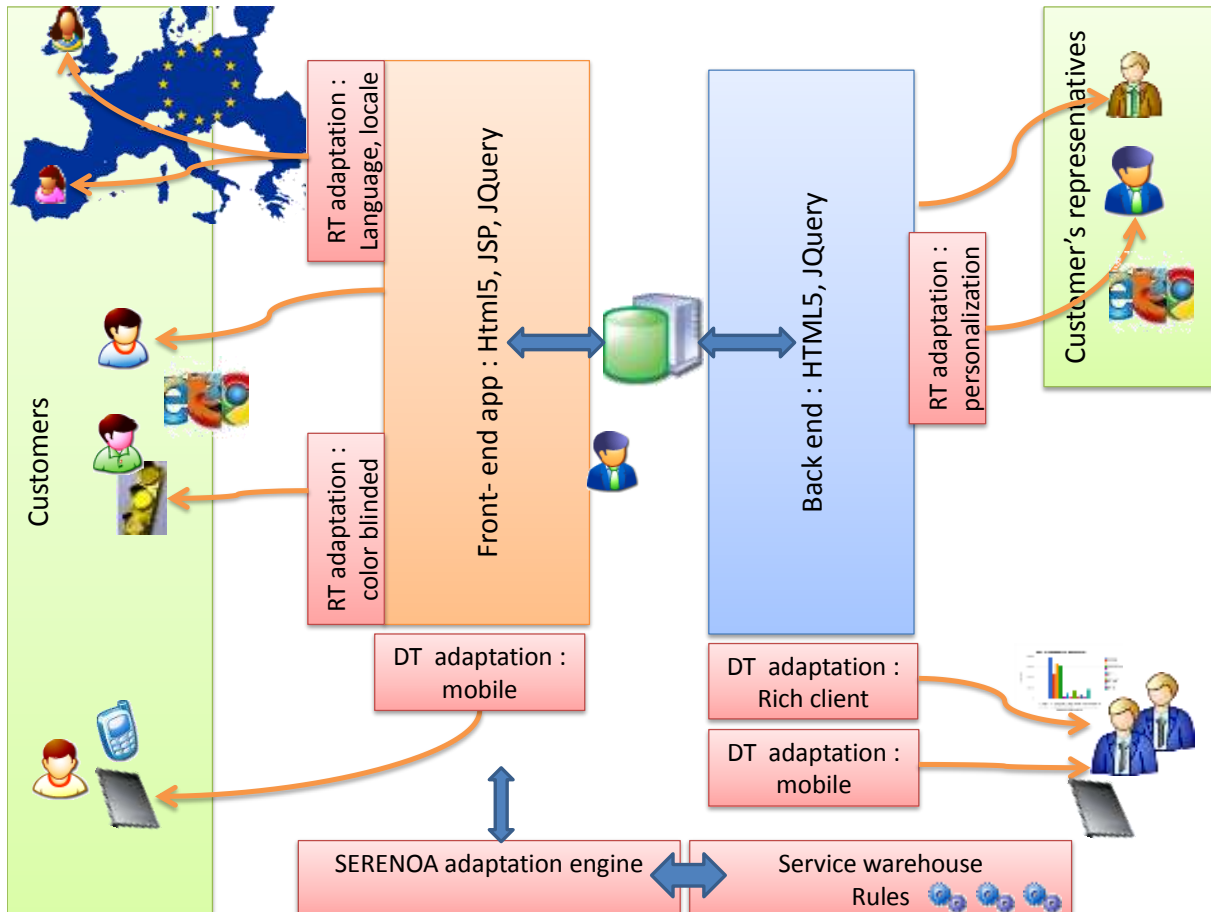 Customers
RT adaptation :
Language, locale
RT adaptation :
color blinded
Front- end app : Html5, JSP, JQuery
DT adaptation :
mobile
Back end : HTML5, JQuery
RT adaptation :
personalization
Customer's representatives
DT adaptation :
Rich client
DT adaptation :
mobile
SERENOA adaptation engine
Service warehouse
Rules